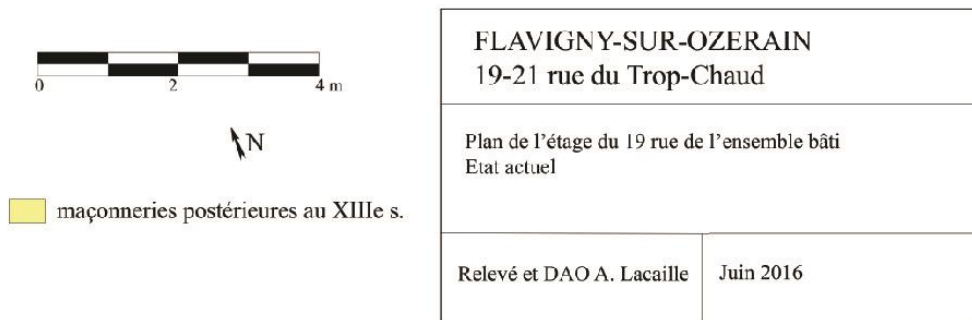 0 2 4 m
N
maçonneries postérieures au XIIIe s.
FLAVIGNY-SUR-OZERAIN
19-21 rue du Trop-Chaud
Plan de l'étage du 19 rue de l'ensemble bâti
Etat actuel
Relevé et DAO A. Lacaille
Juin 2016